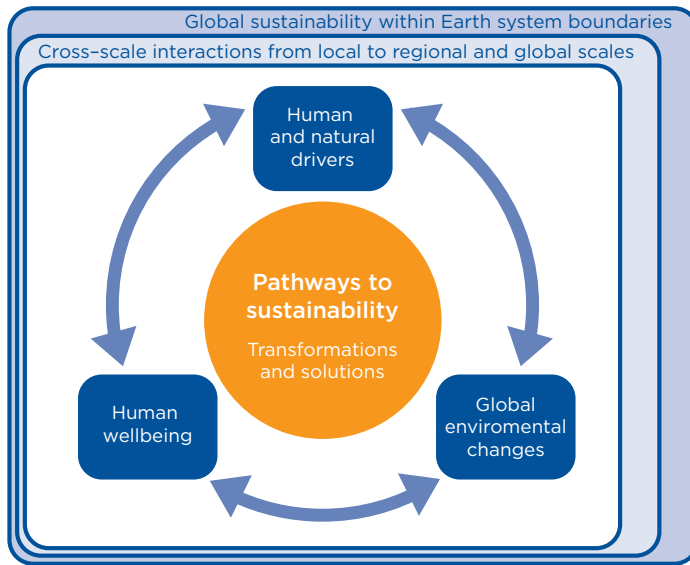 Global sustainability within Earth system boundaries
Cross–scale interactions from local to regional and global scales
Human
and natural
drivers
Pathways to
sustainability
Transformations
and solutions
Human
wellbeing
Global
enviromental
changes